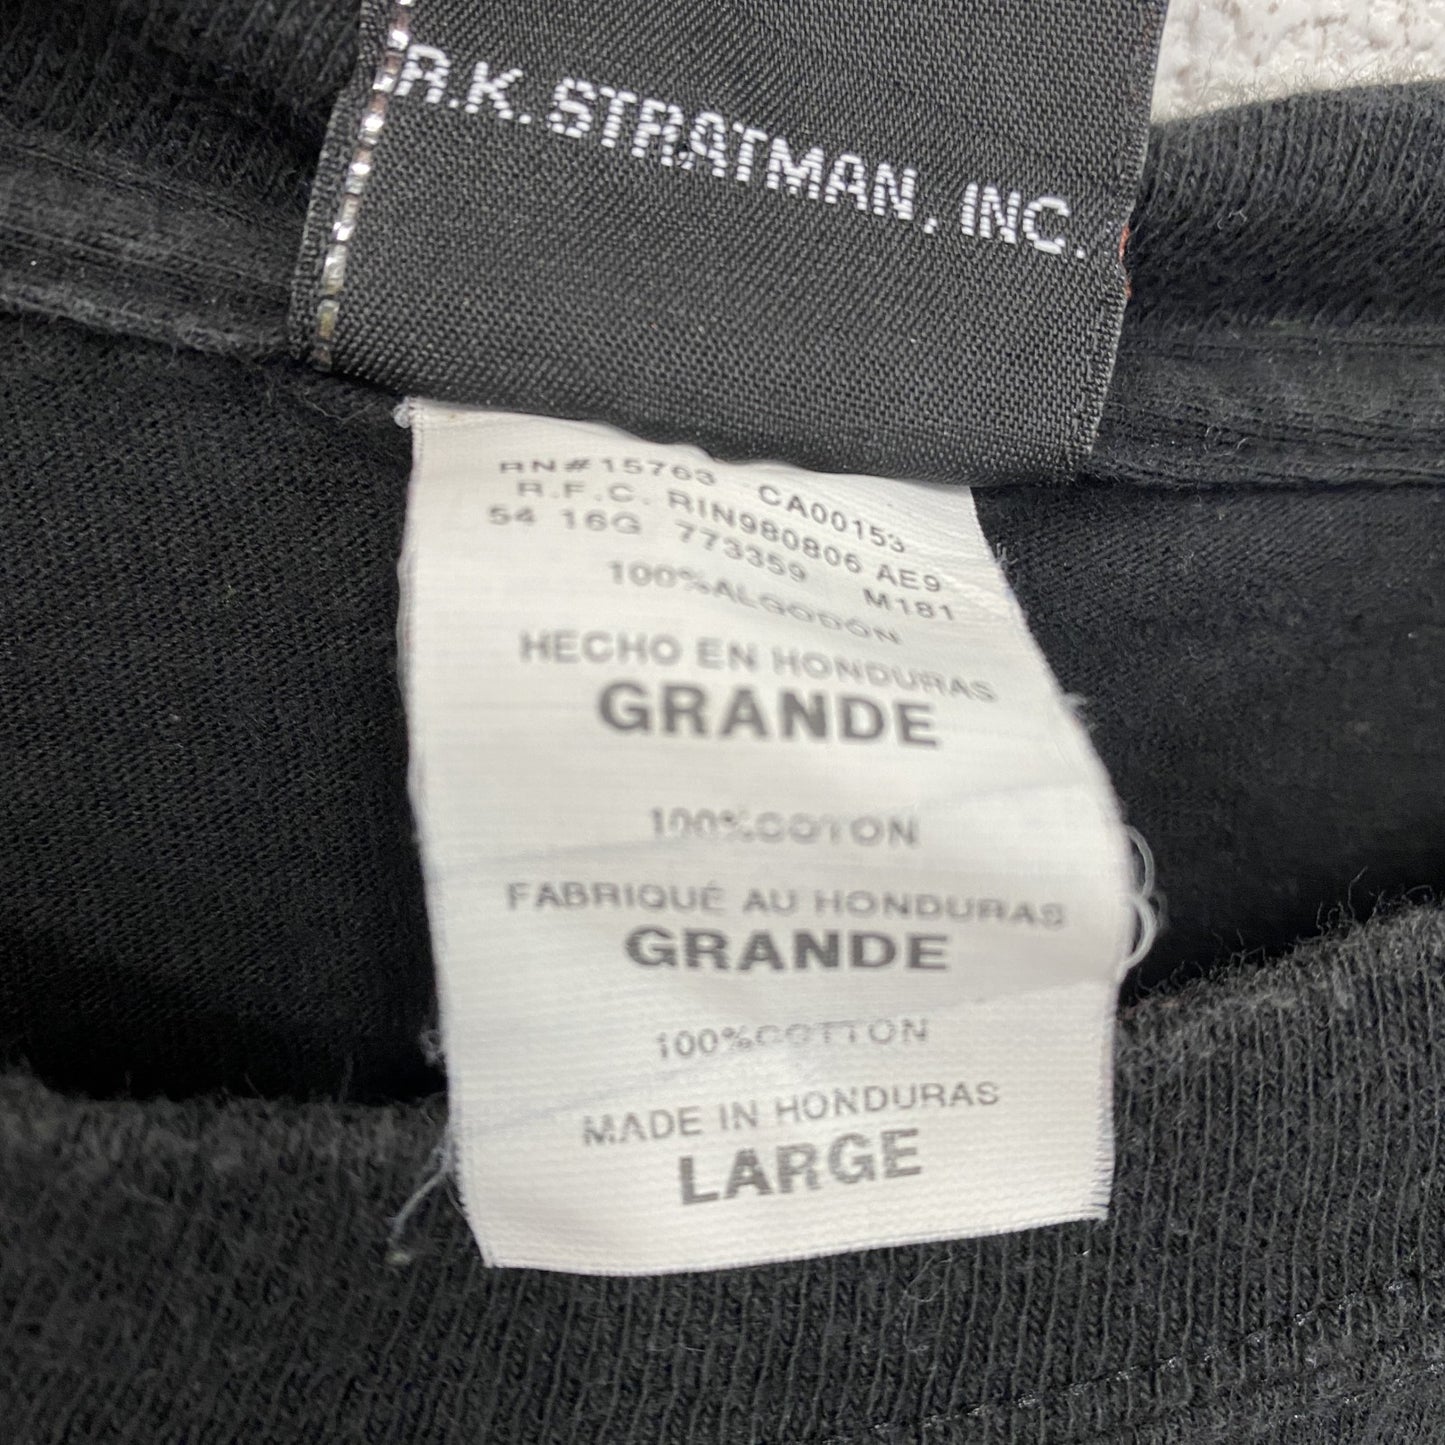 R.K. STRATMAN, INC.
RN#15763 CA00153
R.F.C. RIN980806 AE9
54 16G 773359 M181
100%ALGODÓN
HECHO EN HONDURAS
GRANDE
100%COTON
FABRIQUÉ AU HONDURAS
GRANDE
100%COTTON
MADE IN HONDURAS
LARGE